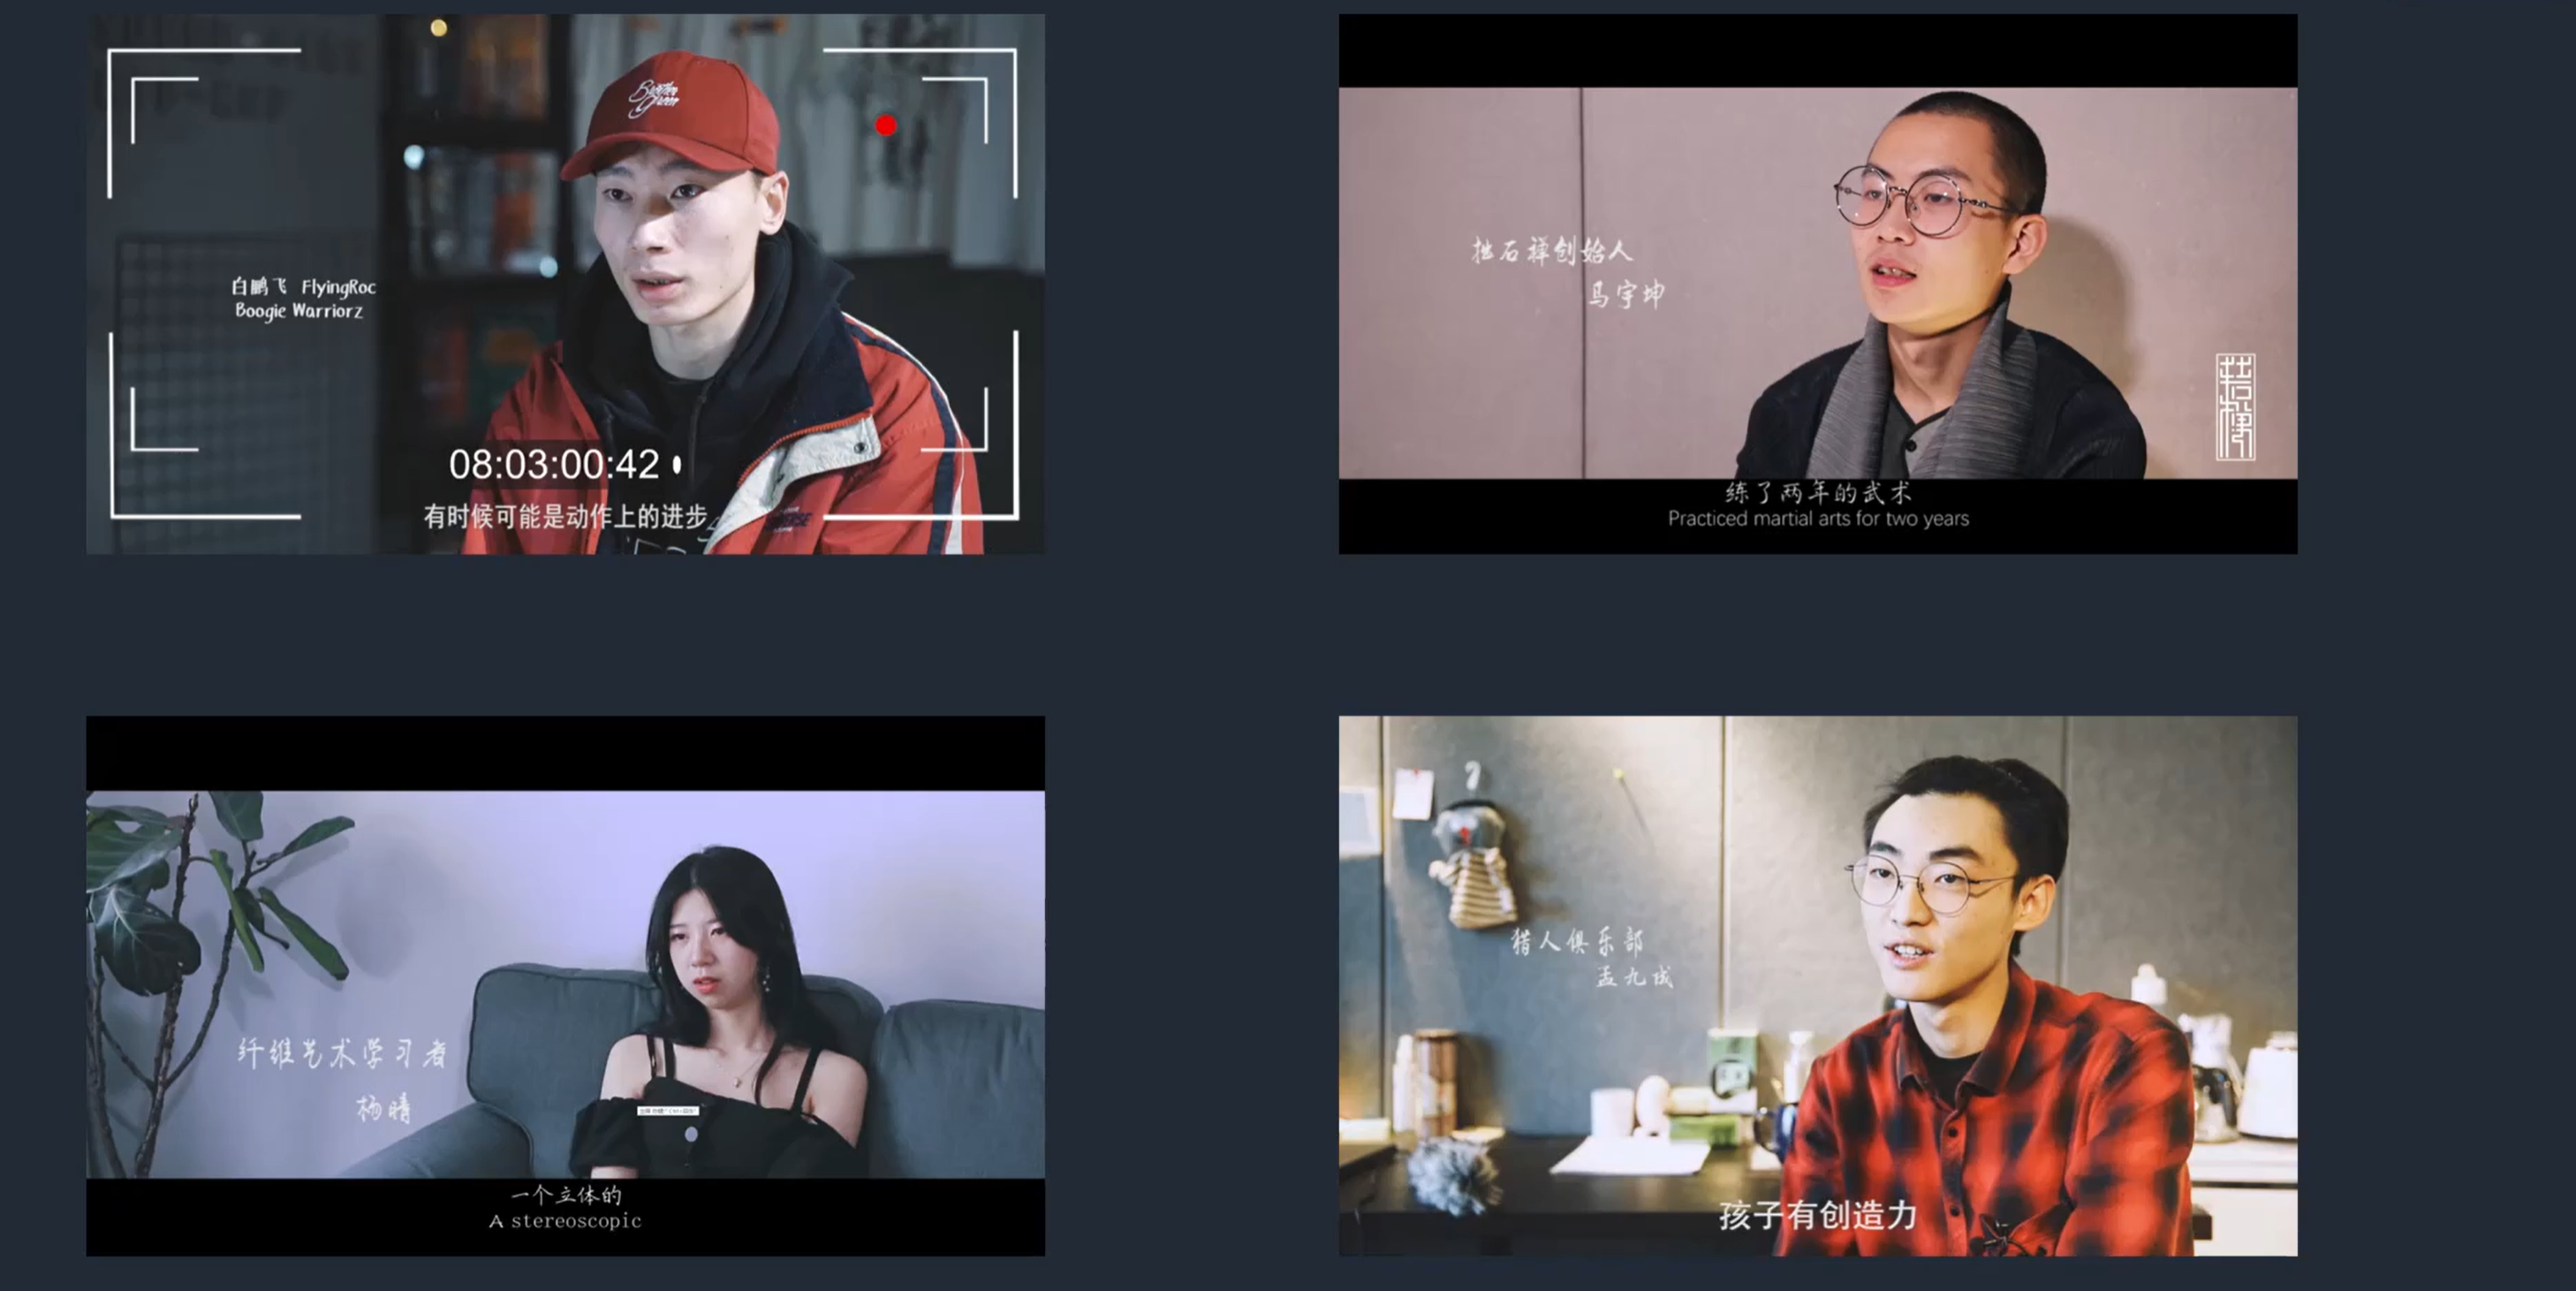 白鹏飞 FlyingRoc
Boogie Warriorz
08:03:00:42
有时候可能是动作上的进步
拙石禅创始人
马宇坤
练了两年的武术
Practiced martial arts for two years
纤维艺术学习者
杨晴
一个立体的
A stereoscopic
猎人俱乐部
孟九成
孩子有创造力